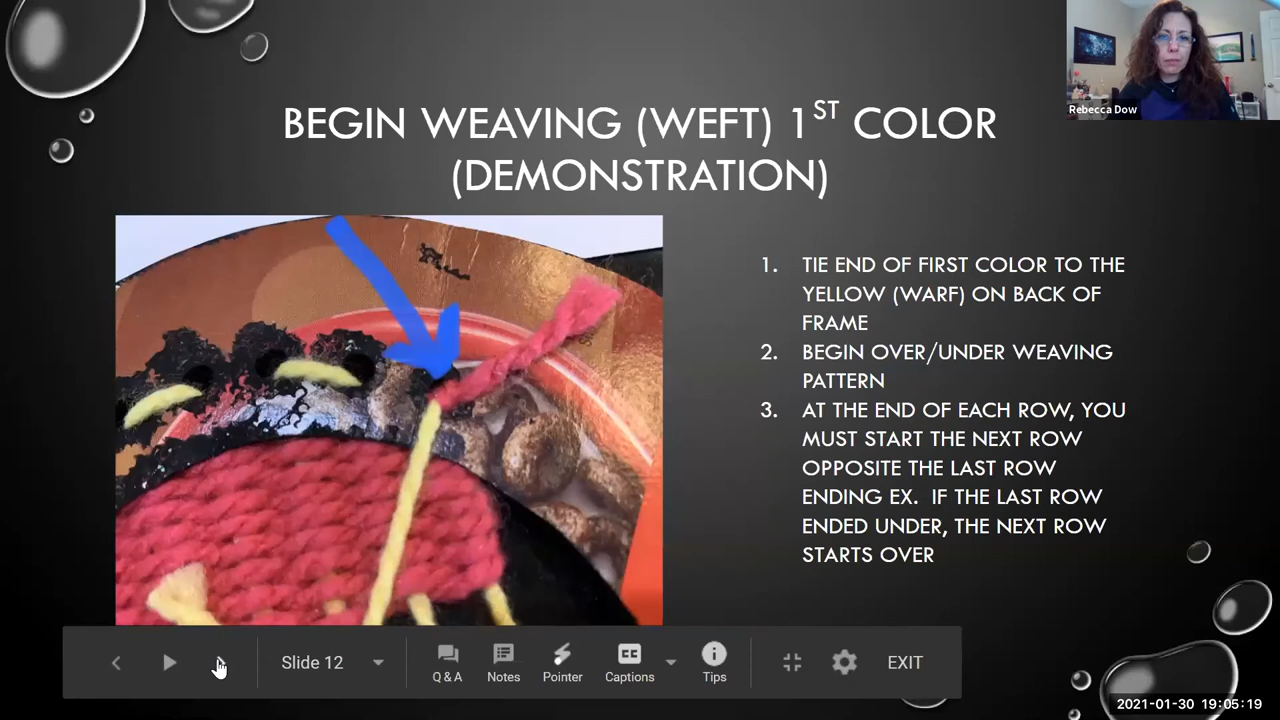 Rebecca Dow
BEGIN WEAVING (WEFT) 1ST COLOR
(DEMONSTRATION)
1. TIE END OF FIRST COLOR TO THE
YELLOW (WARF) ON BACK OF
FRAME
2. BEGIN OVER/UNDER WEAVING
PATTERN
3. AT THE END OF EACH ROW, YOU
MUST START THE NEXT ROW
OPPOSITE THE LAST ROW
ENDING EX. IF THE LAST ROW
ENDED UNDER, THE NEXT ROW
STARTS OVER
Slide 12
Q & A
Notes
Pointer
Captions
Tips
EXIT
2021-01-30 19:05:19